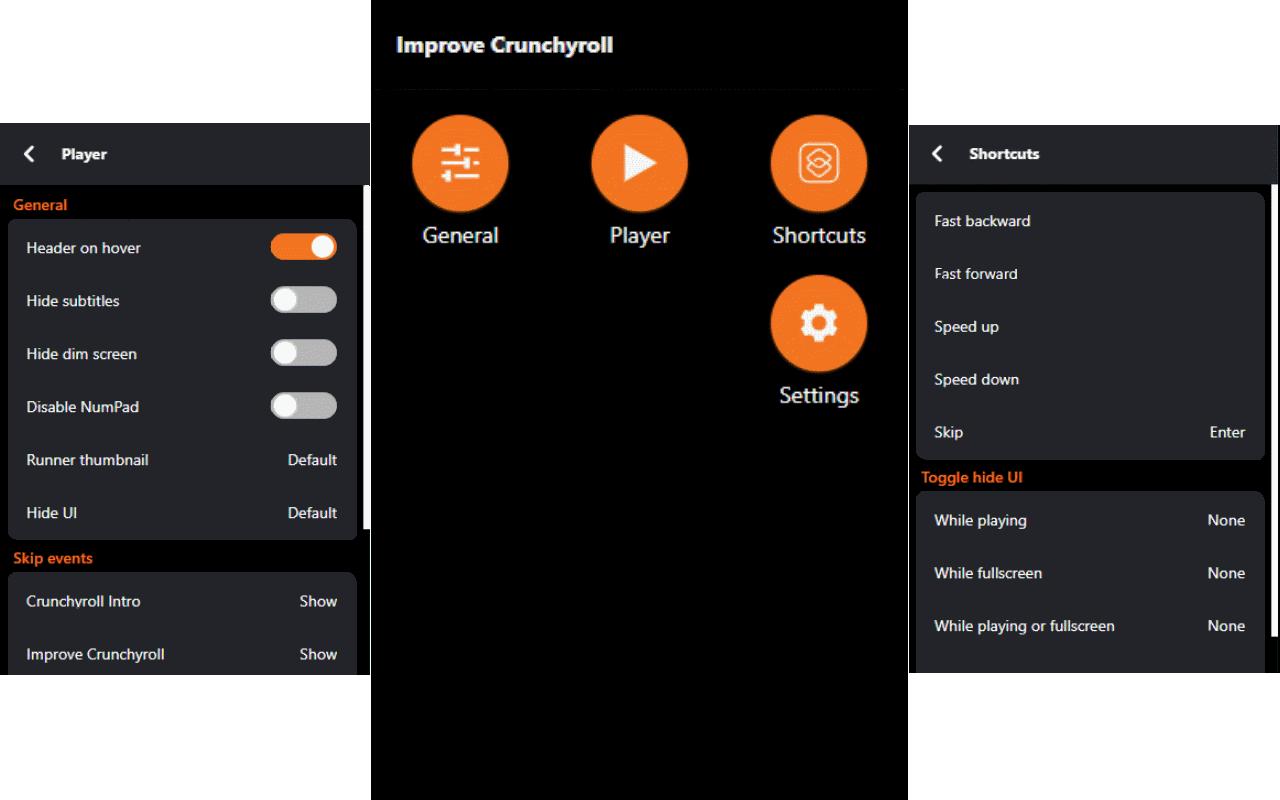 Player
General
Header on hover
Hide subtitles
Hide dim screen
Disable NumPad
Runner thumbnail Default
Hide UI Default
Skip events
Crunchyroll Intro Show
Improve Crunchyroll Show
Improve Crunchyroll
General Player Shortcuts
Settings
Shortcuts
Fast backward
Fast forward
Speed up
Speed down
Skip Enter
Toggle hide UI
While playing None
While fullscreen None
While playing or fullscreen None